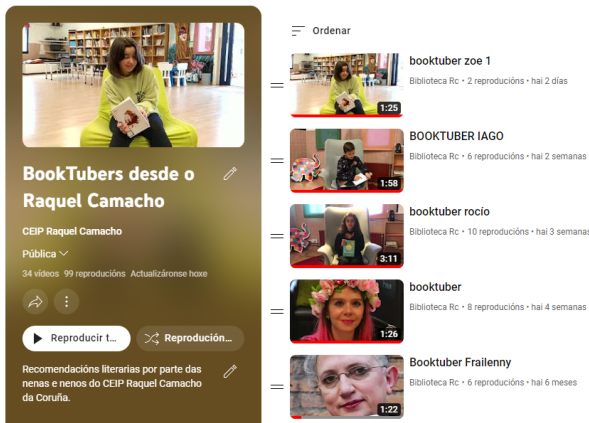 BookTubers desde o
Raquel Camacho
CEIP Raquel Camacho
Pública
34 vídeos 99 reproducións Actualizáronse hoxe
Reproducir t...
Reprodución...
Recomendacións literarias por parte das
nenas e nenos do CEIP Raquel Camacho
da Coruña.
Ordenar
booktuber zoe 1
Biblioteca Rc • 2 reproducións • hai 2 días
1:25
BOOKTUBER IAGO
Biblioteca Rc • 6 reproducións • hai 2 semanas
1:58
booktuber rocío
Biblioteca Rc • 10 reproducións • hai 3 semanas
3:11
booktuber
Biblioteca Rc • 8 reproducións • hai 4 semanas
1:26
Booktuber Frailenny
Biblioteca Rc • 6 reproducións • hai 6 meses
1:22